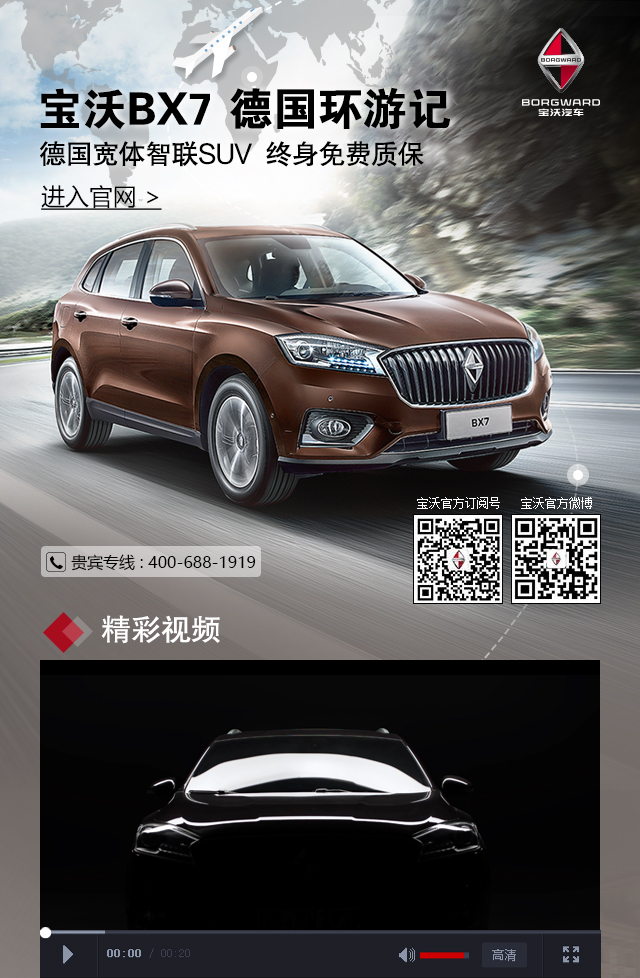 BORGWARD
BORGWARD
宝沃汽车
宝沃BX7 德国环游记
德国宽体智联SUV 终身免费质保
进入官网 >
BX7
宝沃官方订阅号 宝沃官方微博
贵宾专线 : 400-688-1919
精彩视频
00:00 / 00:20
高清